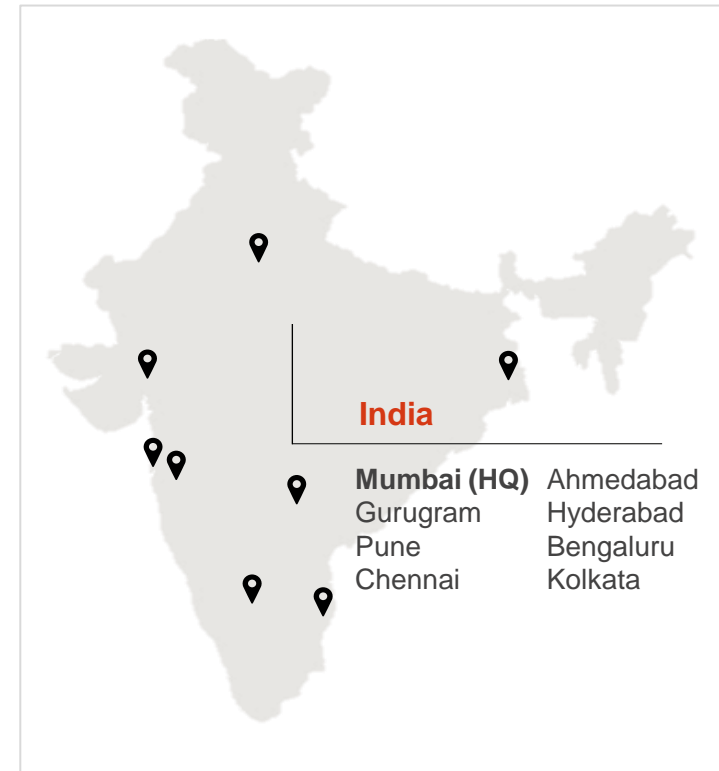 India
Mumbai (HQ) Ahmedabad
Gurugram Hyderabad
Pune Bengaluru
Chennai Kolkata